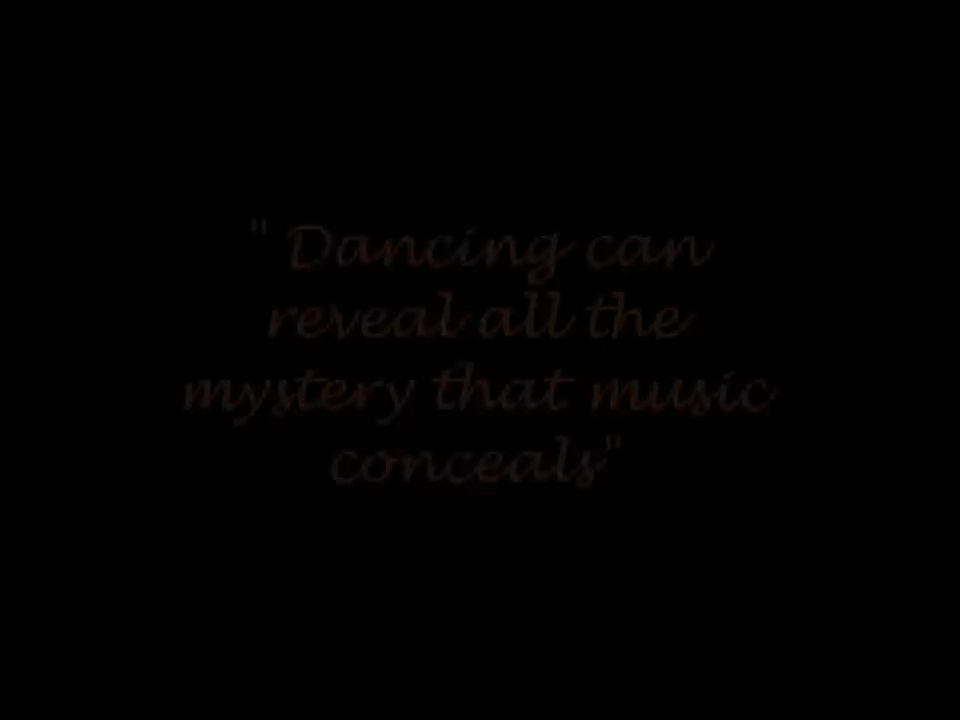 " Dancing can
reveal all the
mystery that music
conceals"